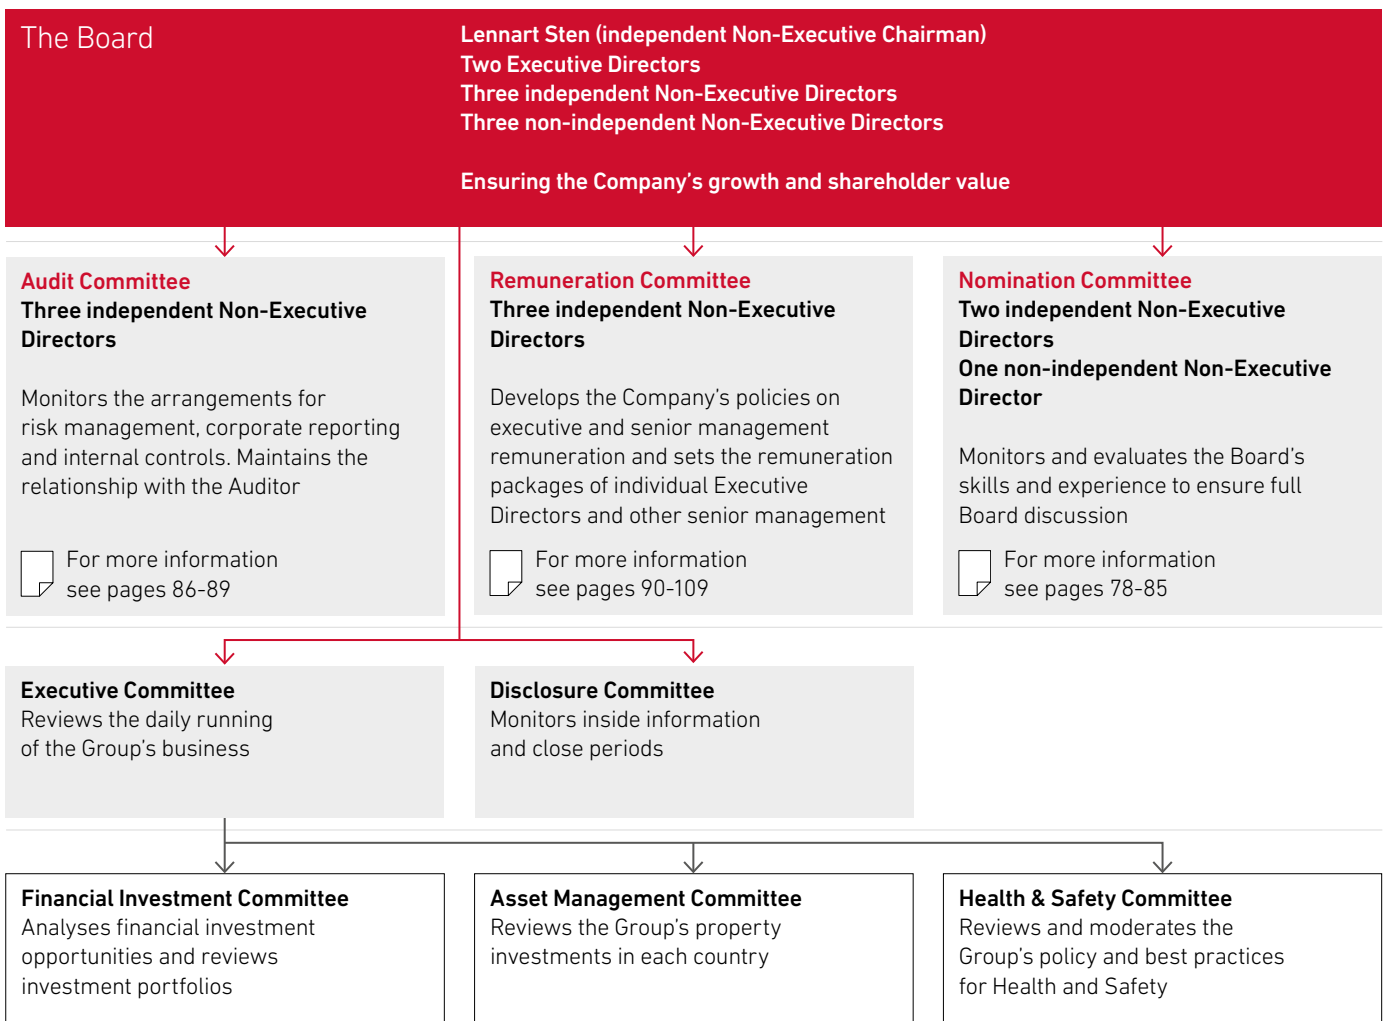 The Board
Lennart Sten (independent Non-Executive Chairman)
Two Executive Directors
Three independent Non-Executive Directors
Three non-independent Non-Executive Directors
Ensuring the Company’s growth and shareholder value
Audit Committee
Three independent Non-Executive
Directors
Monitors the arrangements for
risk management, corporate reporting
and internal controls. Maintains the
relationship with the Auditor
For more information
see pages 86-89
Remuneration Committee
Three independent Non-Executive
Directors
Develops the Company’s policies on
executive and senior management
remuneration and sets the remuneration
packages of individual Executive
Directors and other senior management
For more information
see pages 90-109
Nomination Committee
Two independent Non-Executive
Directors
One non-independent Non-Executive
Director
Monitors and evaluates the Board’s
skills and experience to ensure full
Board discussion
For more information
see pages 78-85
Executive Committee
Reviews the daily running
of the Group’s business
Disclosure Committee
Monitors inside information
and close periods
Financial Investment Committee
Analyses financial investment
opportunities and reviews
investment portfolios
Asset Management Committee
Reviews the Group’s property
investments in each country
Health & Safety Committee
Reviews and moderates the
Group’s policy and best practices
for Health and Safety